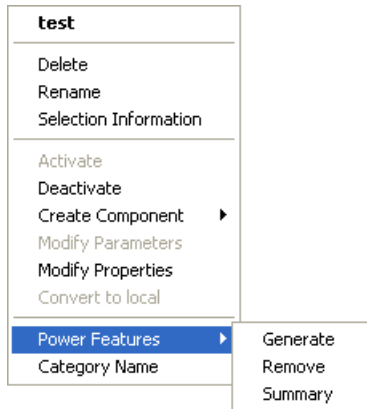 test
Delete
Rename
Selection Information
Activate
Deactivate
Create Component
Modify Parameters
Modify Properties
Convert to local
Power Features
Generate
Category Name
Remove
Summary